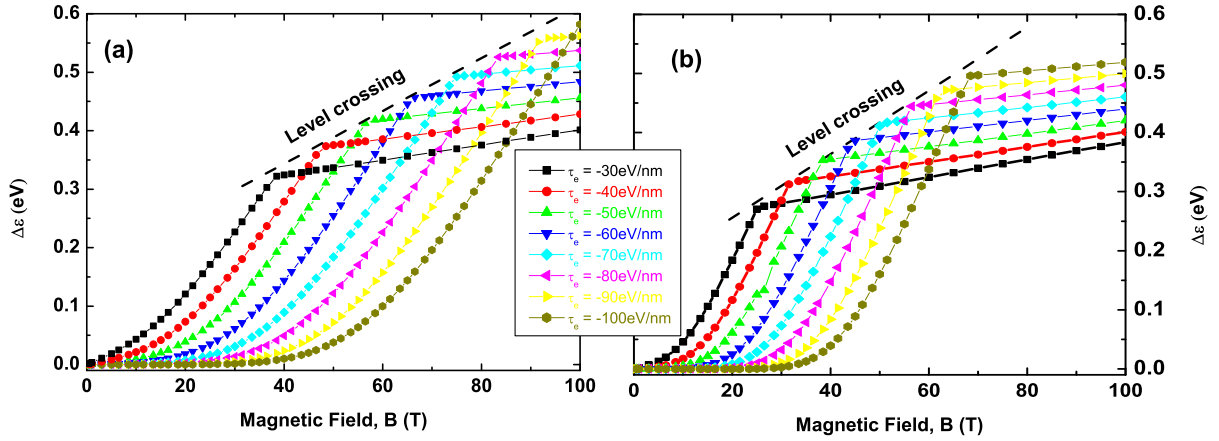 (a)
Level crossing
0.6
0.5
0.4
0.3
0.2
0.1
0.0
Δε (eV)
0 20 40 60 80 100
Magnetic Field, B (T)
τe = -30eV/nm
τe = -40eV/nm
τe = -50eV/nm
τe = -60eV/nm
τe = -70eV/nm
τe = -80eV/nm
τe = -90eV/nm
τe = -100eV/nm
(b)
Level crossing
0.6
0.5
0.4
0.3
0.2
0.1
0.0
Δε (eV)
0 20 40 60 80 100
Magnetic Field, B (T)